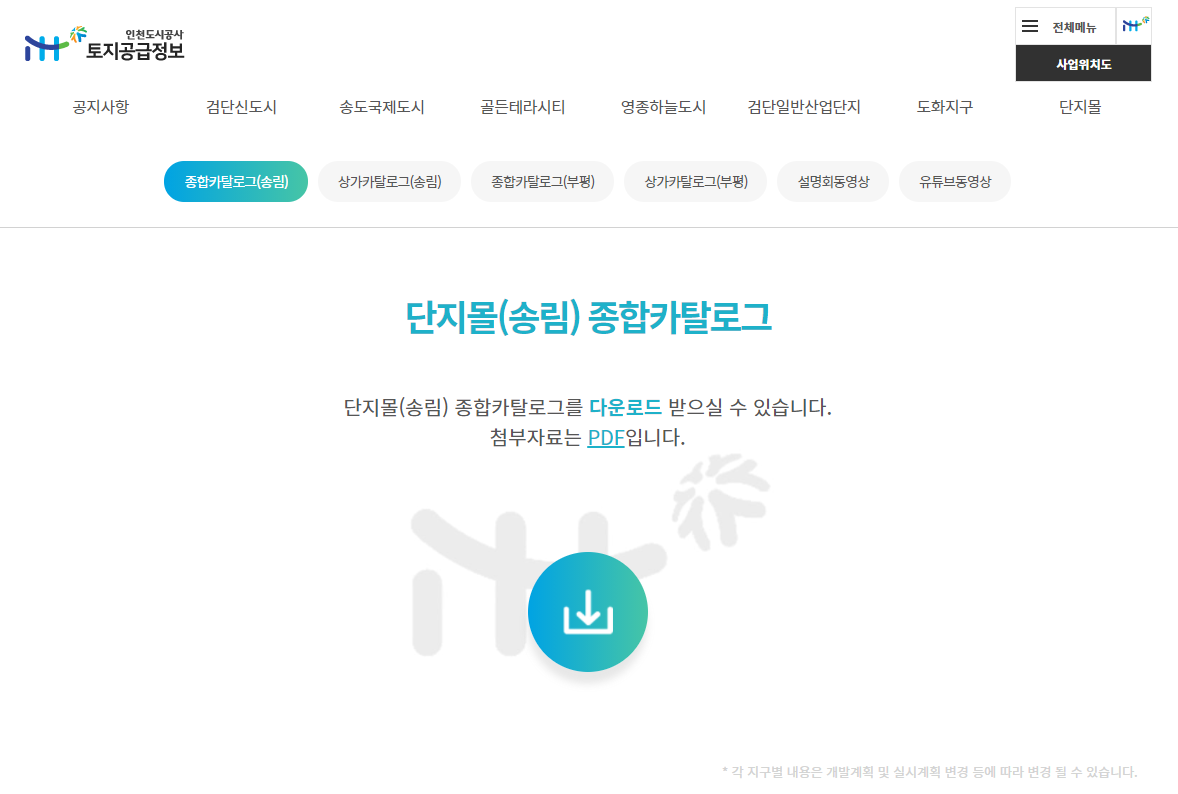 인천도시공사
토지공급정보
전체메뉴
사업위치도
공지사항 검단신도시 송도국제도시 골든테라시티 영종하늘도시 검단일반산업단지 도화지구 단지몰
종합카탈로그(송림) 상가카탈로그(송림) 종합카탈로그(부평) 상가카탈로그(부평) 설명회동영상 유튜브동영상
단지몰(송림) 종합카탈로그
단지몰(송림) 종합카탈로그를 다운로드 받으실 수 있습니다.
첨부자료는 PDF입니다.
* 각 지구별 내용은 개발계획 및 실시계획 변경 등에 따라 변경 될 수 있습니다.